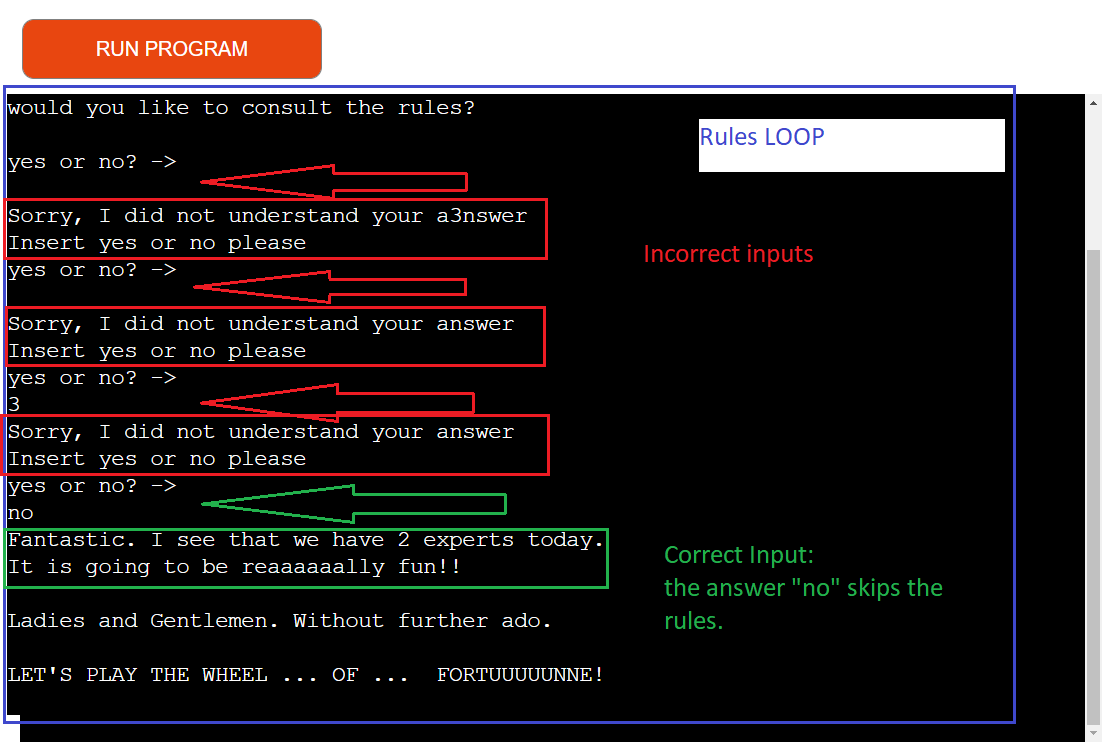 RUN PROGRAM
would you like to consult the rules?
Rules LOOP
yes or no? ->
Sorry, I did not understand your a3nswer
Insert yes or no please
Incorrect inputs
yes or no? ->
Sorry, I did not understand your answer
Insert yes or no please
yes or no? ->
3
Sorry, I did not understand your answer
Insert yes or no please
yes or no? ->
no
Fantastic. I see that we have 2 experts today.
It is going to be reaaaaaally fun!!
Correct Input:
the answer "no" skips the
rules.
Ladies and Gentlemen. Without further ado.
LET'S PLAY THE WHEEL ... OF ...  FORTUUUUUNNE!